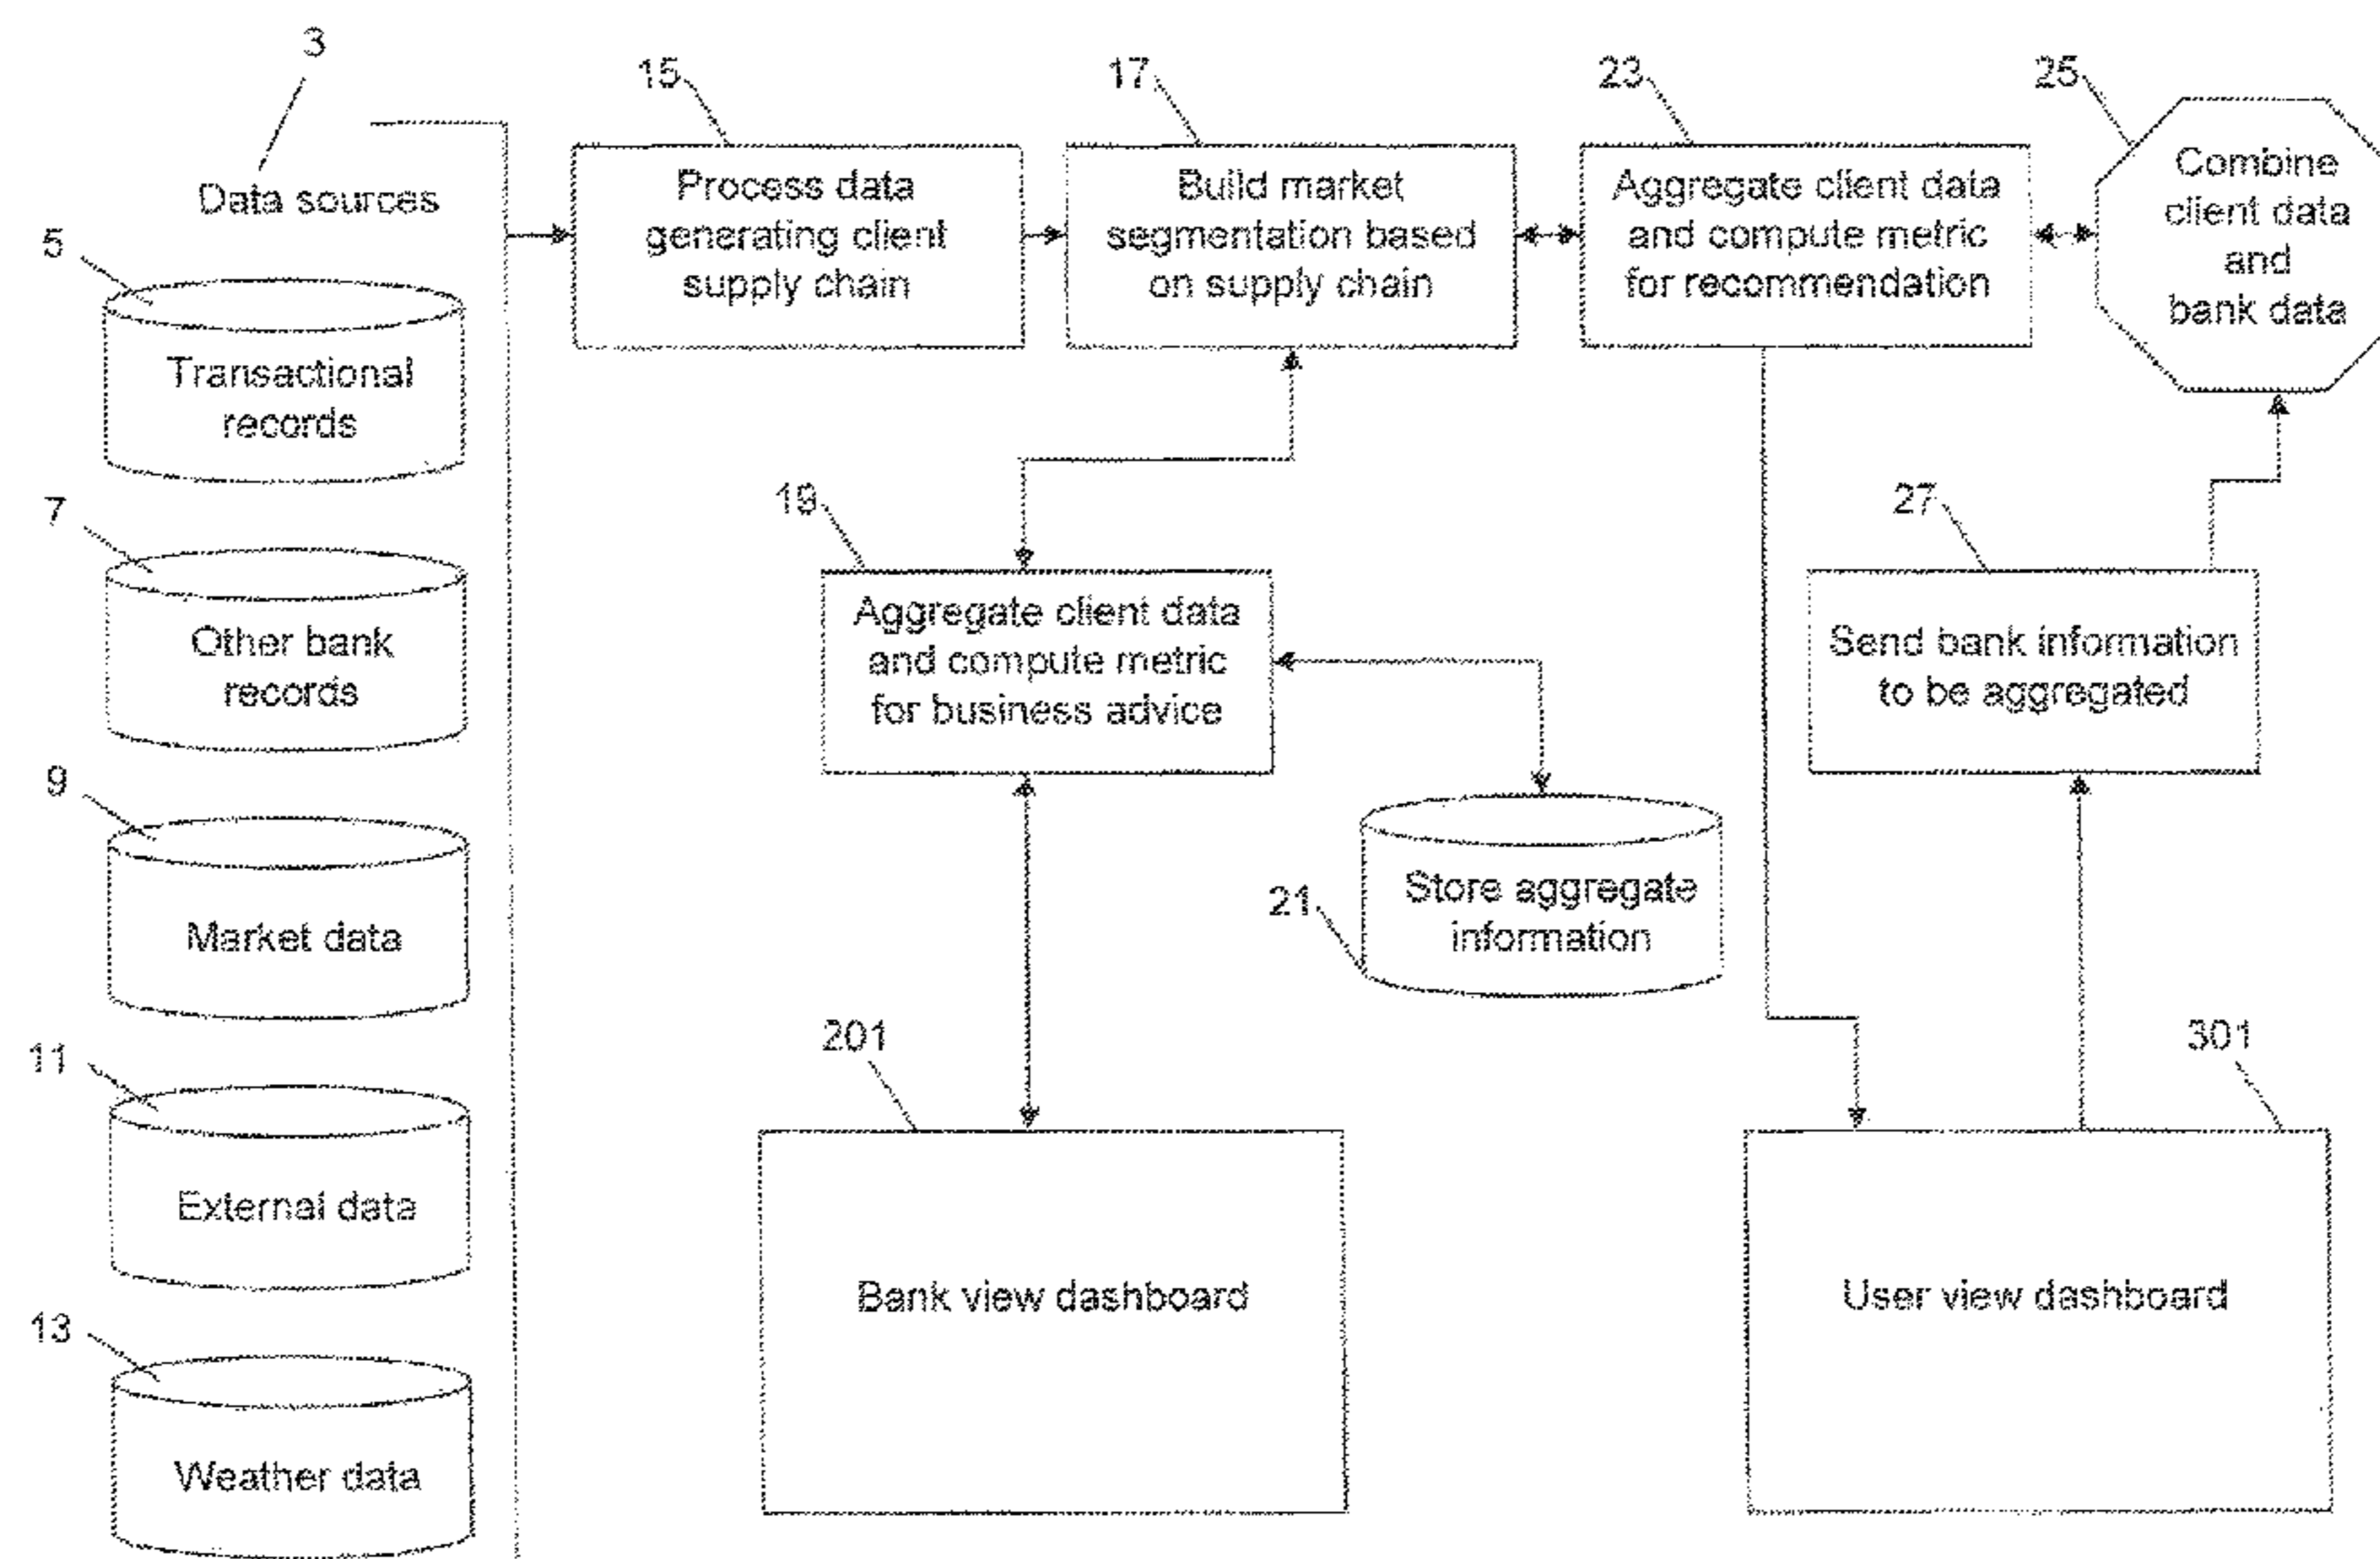 3
Data sources
5
Transactional
records
7
Other bank
records
9
Market data
11
External data
13
Weather data
15
Process data
generating client
supply chain
17
Build market
segmentation based
on supply chain
23
Aggregate client data
and compute metric
for recommendation
25
Combine
client data
and
bank data
19
Aggregate client data
and compute metric
for business advice
27
Send bank information
to be aggregated
21
Store aggregate
information
201
Bank view dashboard
301
User view dashboard